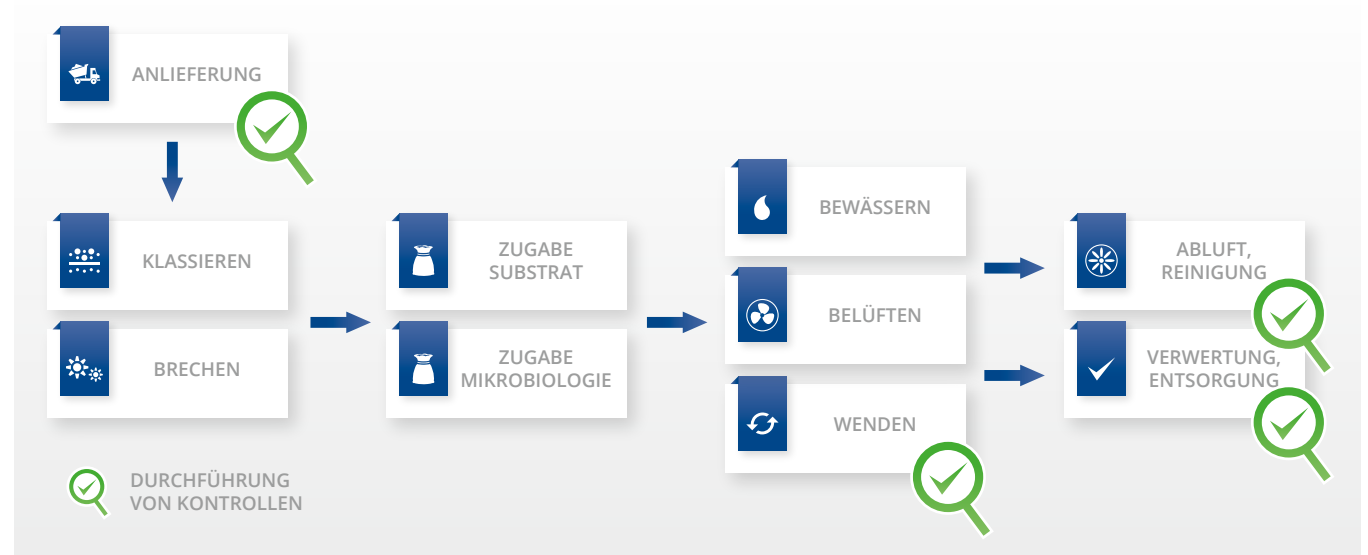 ANLIEFERUNG
KLASSIEREN
BRECHEN
ZUGABE
SUBSTRAT
ZUGABE
MIKROBIOLOGIE
BEWÄSSERN
BELÜFTEN
WENDEN
ABLUFT,
REINIGUNG
VERWERTUNG,
ENTSORGUNG
DURCHFÜHRUNG
VON KONTROLLEN